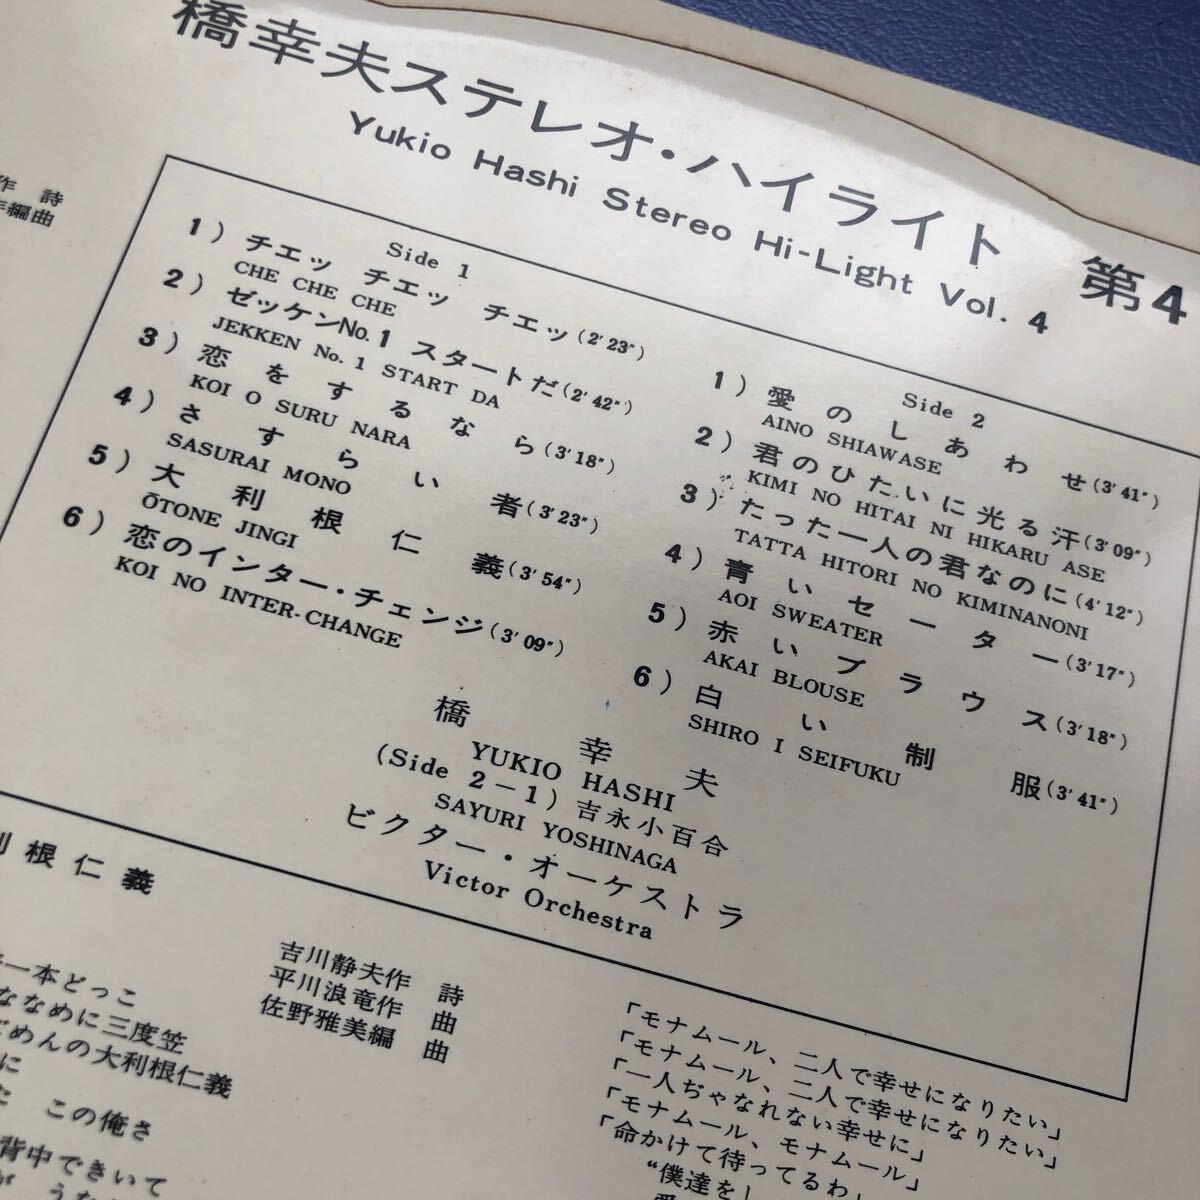 橋幸夫ステレオ・ハイライト 第4
Yukio Hashi Stereo Hi-Light Vol. 4
作詩
編曲
Side 1
1) チエッ チエッ チエッ (2'23")
CHE CHE CHE
2) ゼッケンNo.1 スタートだ (2'42")
JEKKEN No. 1 START DA
3) 恋をするなら (3'18")
KOI O SURU NARA
4) さすらい者 (3'23")
SASURAI MONO
5) 大利根仁義 (3'54")
ŌTONE JINGI
6) 恋のインター・チェンジ (3'09")
KOI NO INTER-CHANGE
Side 2
1) 愛のしあわせ (3'41")
AINO SHIAWASE
2) 君のひたいに光る汗 (3'09")
KIMI NO HITAI NI HIKARU ASE
3) たった一人の君なのに (4'12")
TATTA HITORI NO KIMINANONI
4) 青いセーター (3'17")
AOI SWEATER
5) 赤いブラウス (3'18")
AKAI BLOUSE
6) 白い制服 (3'41")
SHIRO I SEIFUKU
橋幸夫
YUKIO HASHI
(Side 2-1) 吉永小百合
SAYURI YOSHINAGA
ビクター・オーケストラ
Victor Orchestra
根仁義
吉川静夫作詩
平川浪竜作曲
佐野雅美編曲
一本どっこ
ななめに三度笠
めんの大利根仁義
に
この俺さ
背中できいて
「モナムール、二人で幸せになりたい」
「モナムール、二人で幸せになりたい」
「一人ぢゃなれない幸せに」
「モナムール、モナムール」
「命かけて待ってるわ」
“僕達を